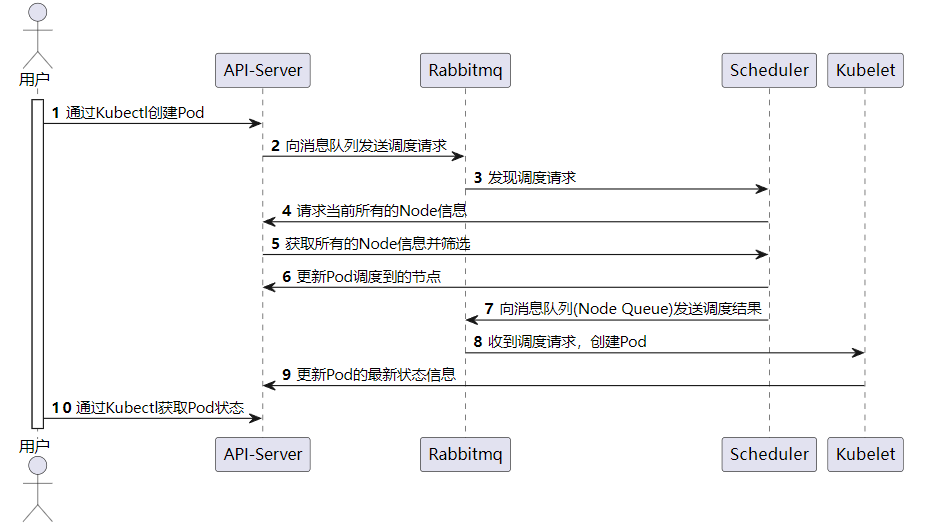 用户
API-Server
Rabbitmq
Scheduler
Kubelet
1 通过Kubectl创建Pod
2 向消息队列发送调度请求
3 发现调度请求
4 请求当前所有的Node信息
5 获取所有的Node信息并筛选
6 更新Pod调度到的节点
7 向消息队列(Node Queue)发送调度结果
8 收到调度请求，创建Pod
9 更新Pod的最新状态信息
10 通过Kubectl获取Pod状态
用户
API-Server
Rabbitmq
Scheduler
Kubelet